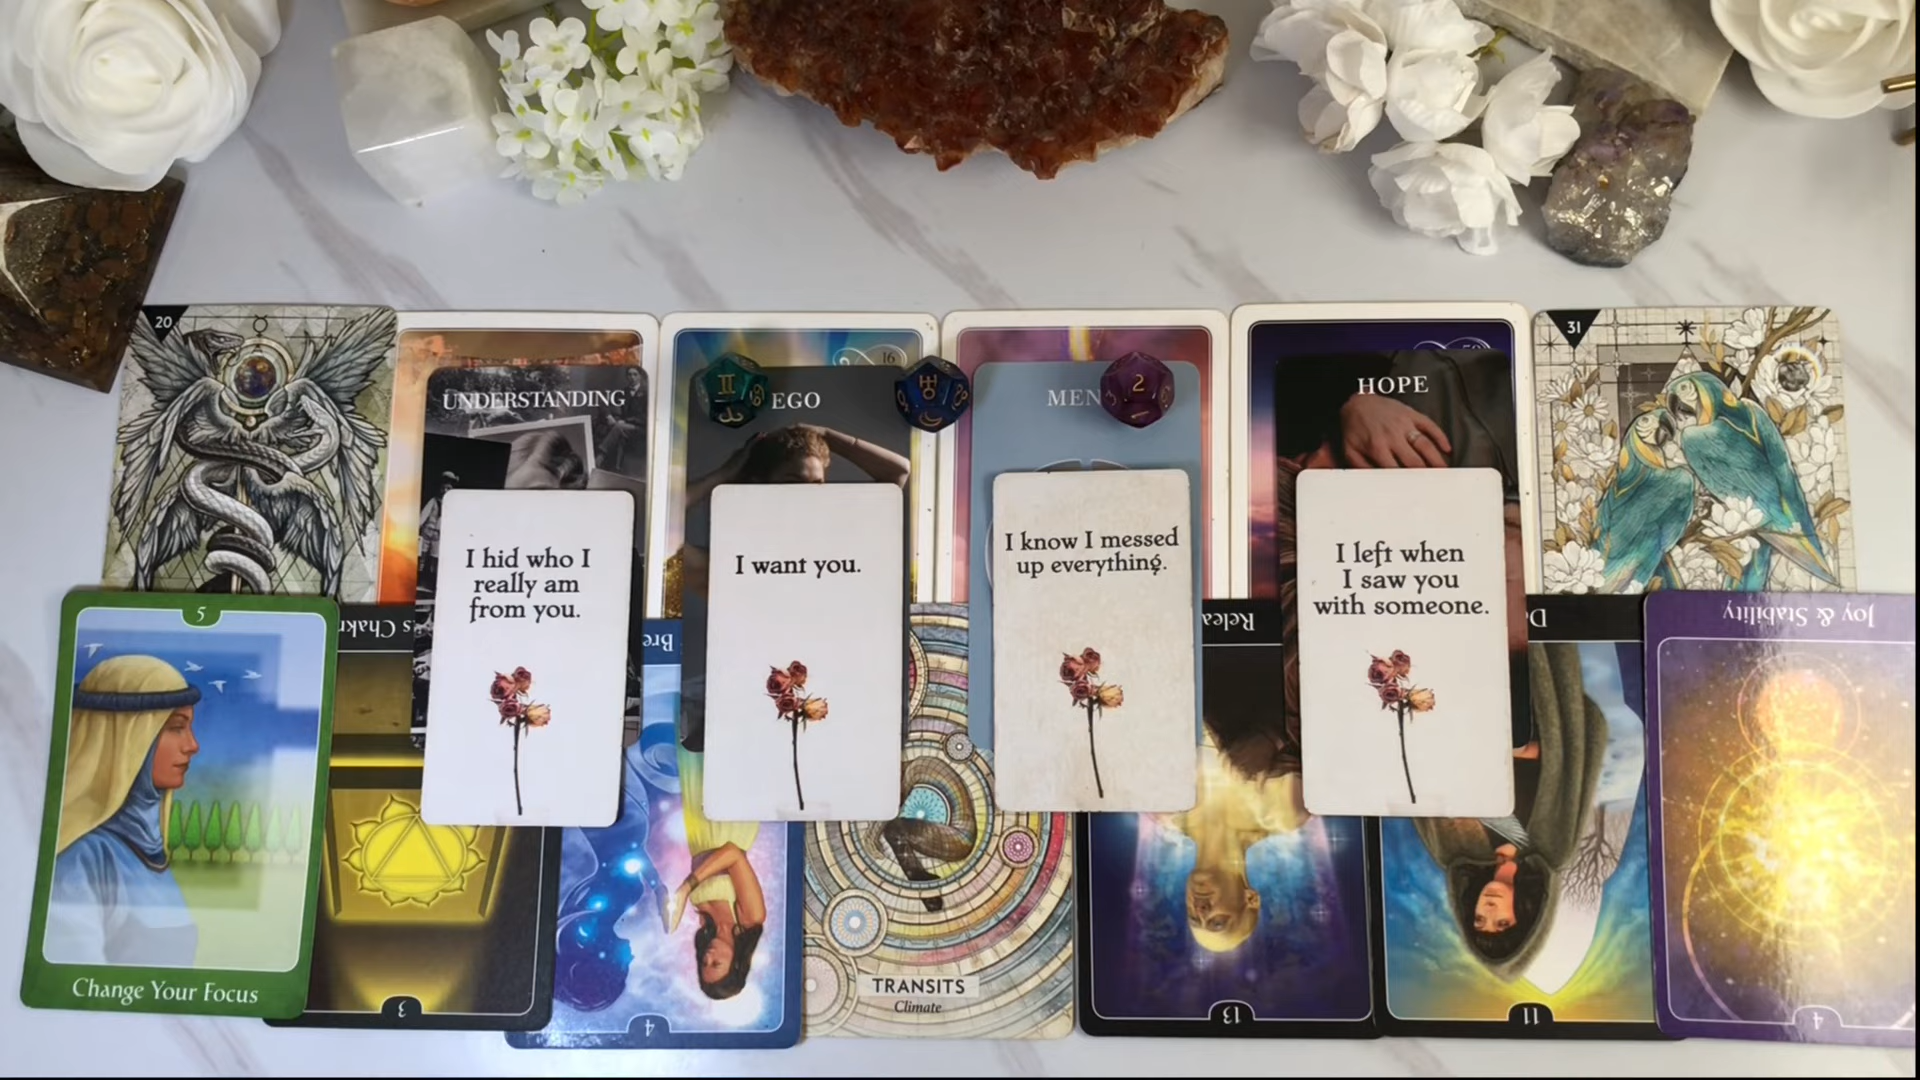 20
31
16
UNDERSTANDING
EGO
2
HOPE
I hid who I
really am
from you.
I want you.
I know I messed
up everything.
I left when
I saw you
with someone.
5
Joy & Stability
Change Your Focus
3
4
TRANSITS
Climate
13
11
4